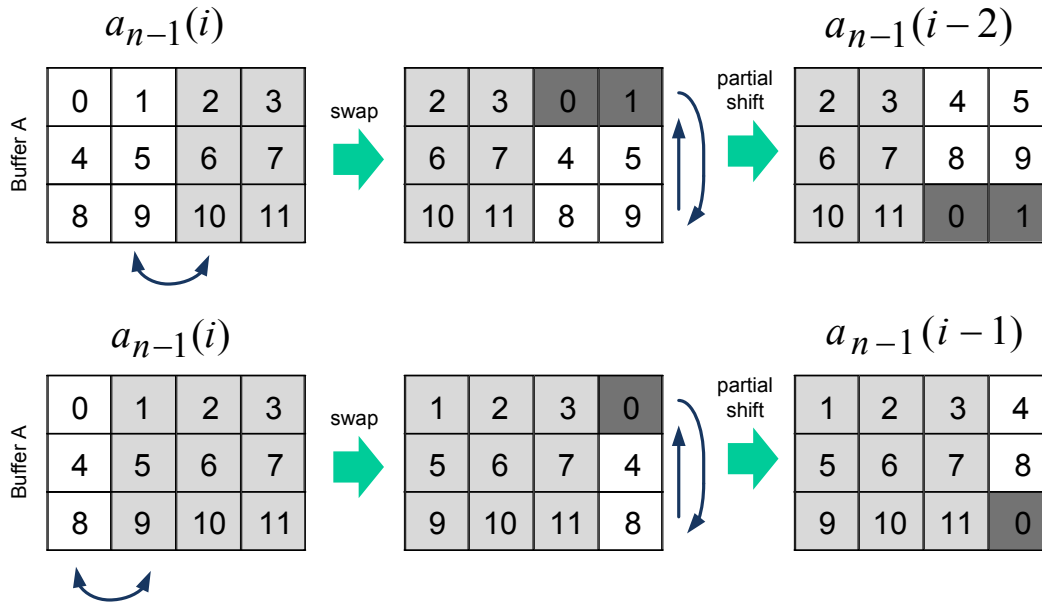 a_{n-1}(i) a_{n-1}(i-2)
Buffer A
0 1 2 3 swap 2 3 0 1 partial shift 2 3 4 5
4 5 6 7 6 7 4 5 6 7 8 9
8 9 10 11 10 11 8 9 10 11 0 1
a_{n-1}(i) a_{n-1}(i-1)
Buffer A
0 1 2 3 swap 1 2 3 0 partial shift 1 2 3 4
4 5 6 7 5 6 7 4 5 6 7 8
8 9 10 11 9 10 11 8 9 10 11 0